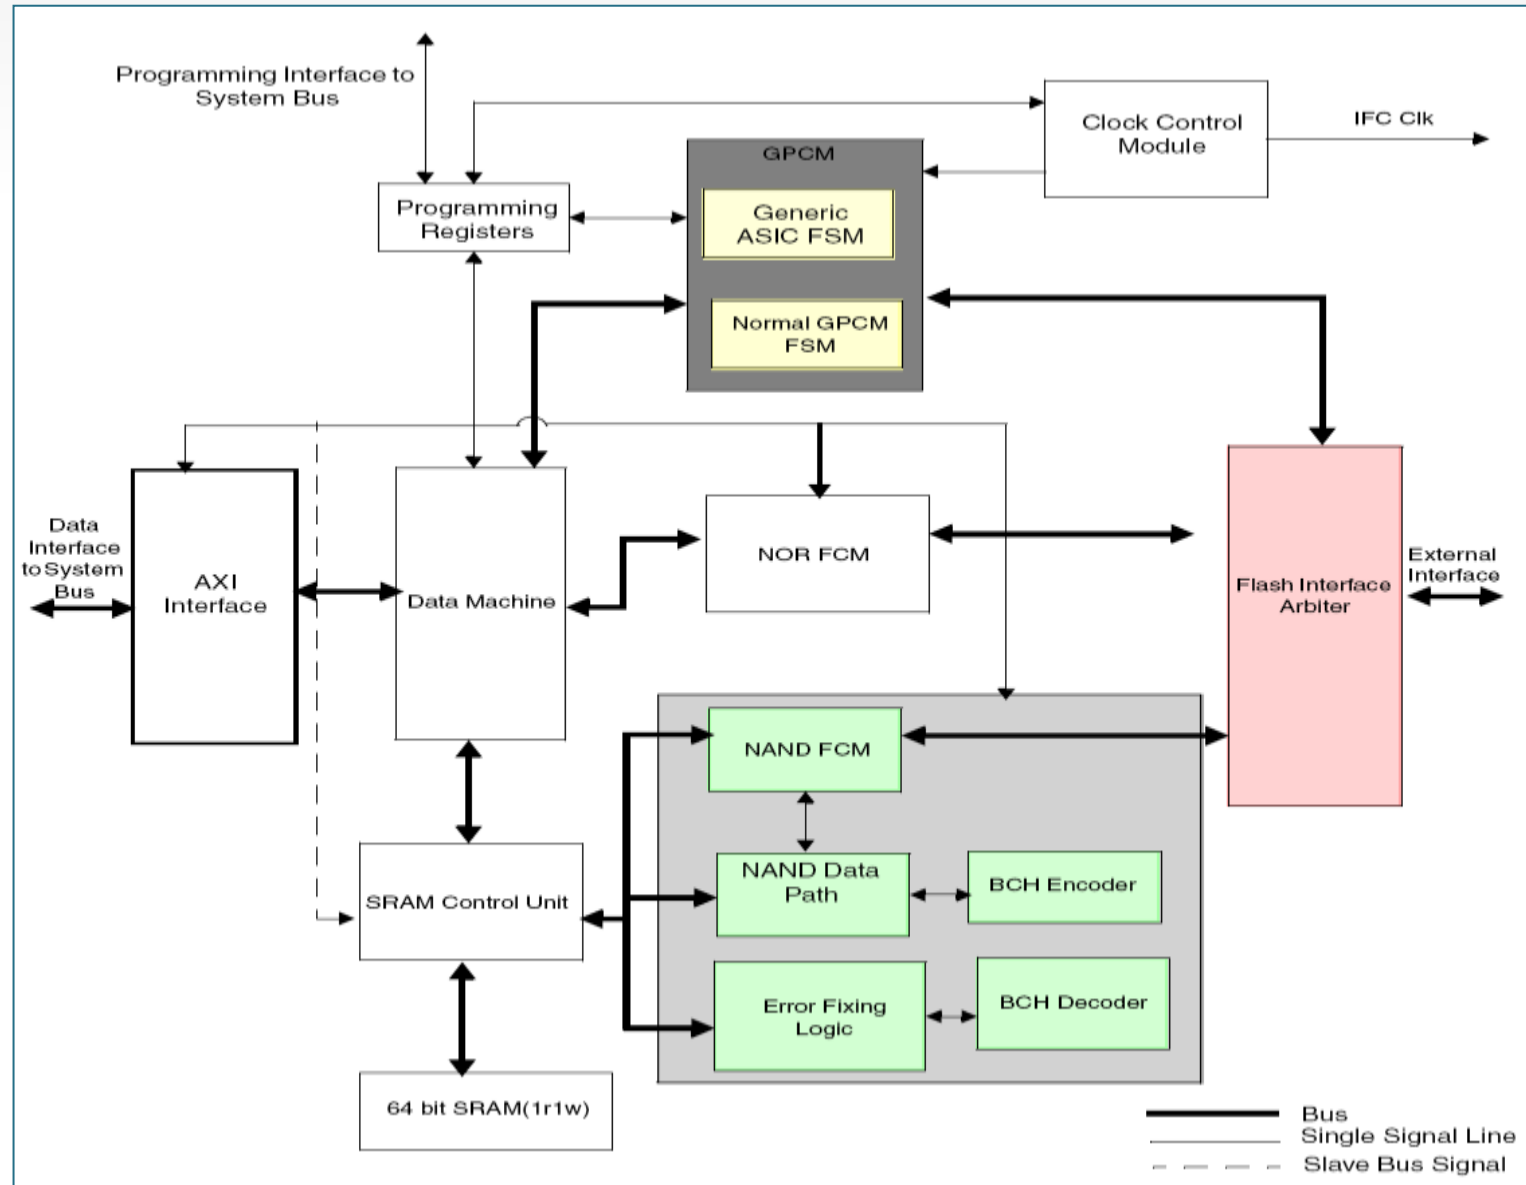 Programming Interface to
System Bus
Clock Control
Module
IFC Clk
GPCM
Programming
Registers
Generic
ASIC FSM
Normal GPCM
FSM
Data
Interface
to System
Bus
AXI
Interface
Data Machine
NOR FCM
Flash Interface
Arbiter
External
Interface
NAND FCM
SRAM Control Unit
NAND Data
Path
BCH Encoder
Error Fixing
Logic
BCH Decoder
64 bit SRAM(1r1w)
Bus
Single Signal Line
Slave Bus Signal